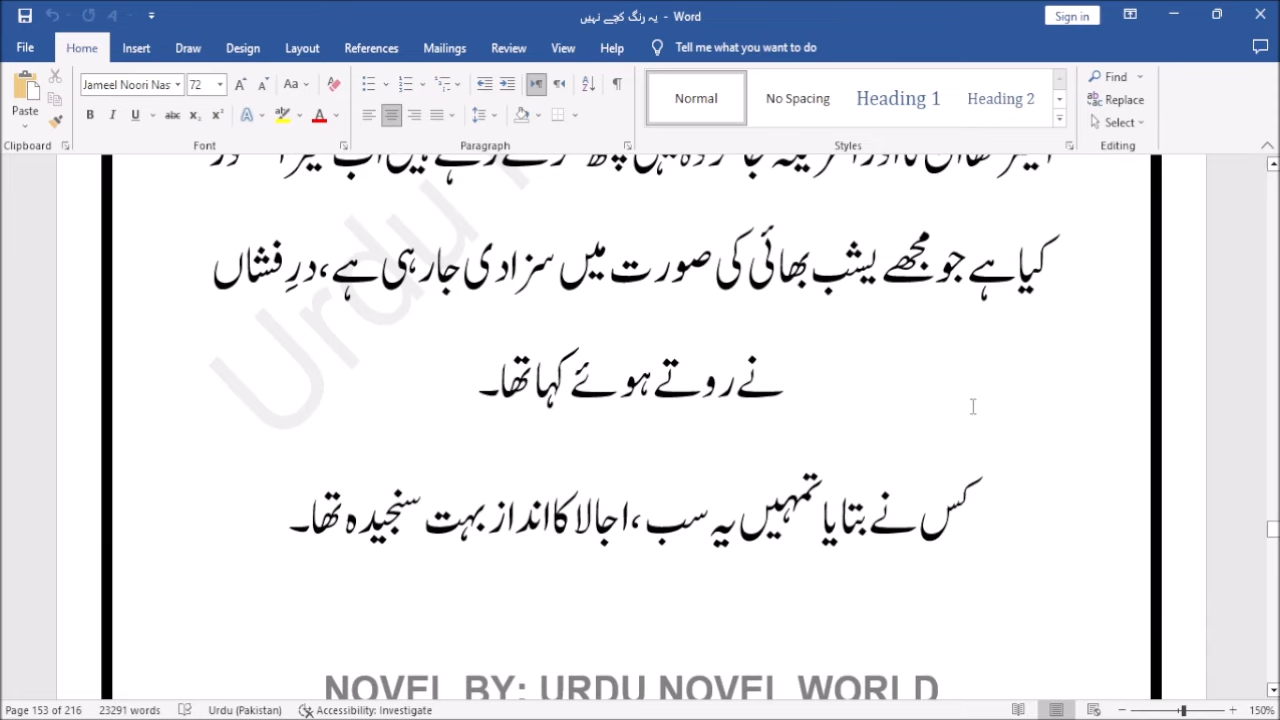 یہ رنگ کچے نہیں - Word
Sign in
File Home Insert Draw Design Layout References Mailings Review View Help Tell me what you want to do
Paste
Jameel Noori Nas 72
Normal
No Spacing
Heading 1
Heading 2
Find
Replace
Select
Clipboard Font Paragraph Styles Editing
Urdu
کیا ہے جو مجھے یشب بھائی کی صورت میں سزا دی جا رہی ہے، درِفشاں
نے روتے ہوئے کہا تھا۔
کس نے بتایا تمہیں یہ سب، اجالا کا انداز بہت سنجیدہ تھا۔
NOVEL BY: URDU NOVEL WORLD
Page 153 of 216 23291 words Urdu (Pakistan) Accessibility: Investigate 150%